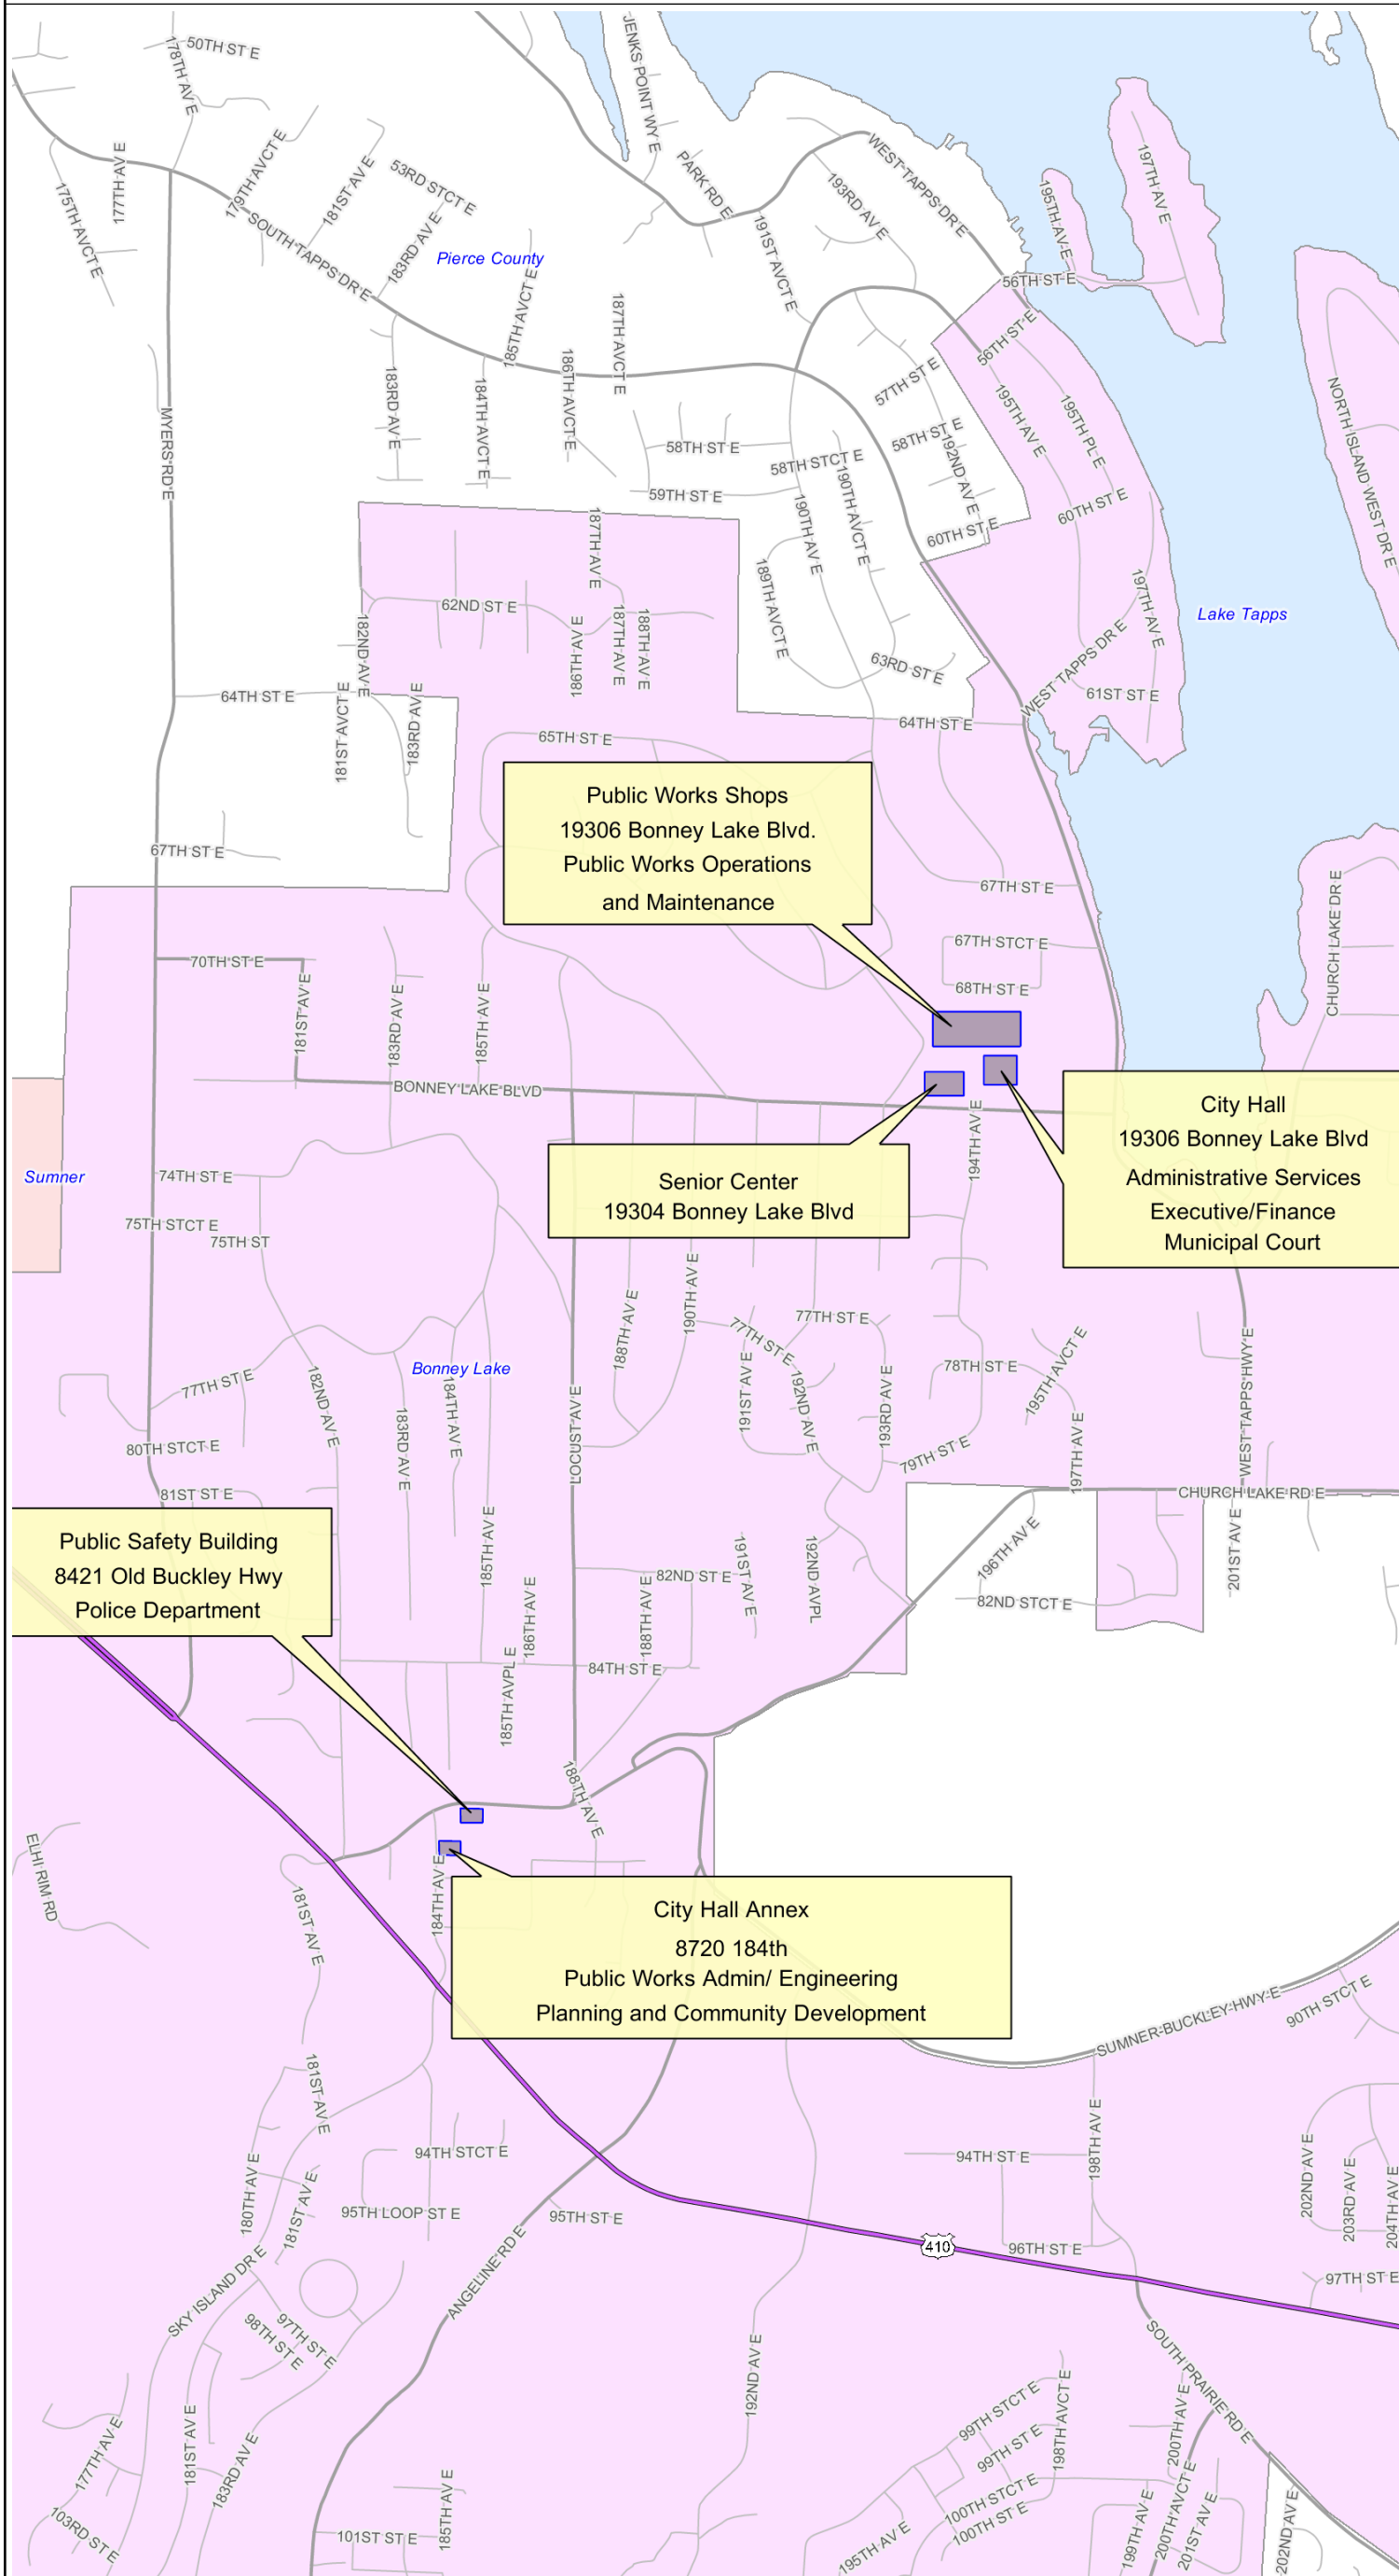 50TH ST E
178TH AV E
JENKS POINT WY E
177TH AV E
175TH AVCT E
179TH AVCT E
181ST AV E
53RD STCT E
183RD AV E
SOUTH TAPPS DR E
Pierce County
185TH AVCT E
PARK RD E
191ST AVCT E
193RD AV E
WEST TAPPS DR E
195TH AV E
197TH AV E
56TH ST E
56TH ST E
187TH AVCT E
186TH AVCT E
184TH AVCT E
183RD AV E
MYERS RD E
57TH ST E
58TH ST E
192ND AV E
195TH AV E
195TH PL E
NORTH ISLAND WEST DR E
58TH ST E
58TH STCT E
59TH ST E
190TH AV E
190TH AVCT E
60TH ST E
60TH ST E
187TH AV E
189TH AVCT E
62ND ST E
182ND AV E
186TH AV E
187TH AV E
188TH AV E
197TH AV E
Lake Tapps
63RD ST E
WEST TAPPS DR E
61ST ST E
64TH ST E
181ST AVCT E
183RD AV E
64TH ST E
65TH ST E
Public Works Shops
19306 Bonney Lake Blvd.
Public Works Operations
and Maintenance
67TH ST E
67TH ST E
CHURCH LAKE DR E
67TH STCT E
68TH ST E
70TH ST E
181ST AV E
183RD AV E
185TH AV E
BONNEY LAKE BLVD
194TH AV E
City Hall
19306 Bonney Lake Blvd
Administrative Services
Executive/Finance
Municipal Court
Senior Center
19304 Bonney Lake Blvd
Sumner
74TH ST E
75TH STCT E
75TH ST
188TH AV E
190TH AV E
77TH ST E
77TH ST E
78TH ST E
195TH AVCT E
WEST TAPPS HWY E
Bonney Lake
77TH ST E
182ND AV E
183RD AV E
184TH AV E
LOCUST AV E
191ST AV E
192ND AV E
193RD AV E
79TH ST E
197TH AV E
80TH STCT E
81ST ST E
CHURCH LAKE RD E
Public Safety Building
8421 Old Buckley Hwy
Police Department
185TH AV E
186TH AV E
82ND ST E
188TH AV E
191ST AV E
192ND AVPL
196TH AV E
82ND STCT E
201ST AV E
84TH ST E
185TH AVPL E
188TH AV E
ELHI RIM RD
181ST AV E
184TH AV E
City Hall Annex
8720 184th
Public Works Admin/ Engineering
Planning and Community Development
SUMNER-BUCKLEY HWY E
90TH STCT E
181ST AV E
94TH STCT E
94TH ST E
198TH AV E
180TH AV E
181ST AV E
95TH LOOP ST E
95TH ST E
202ND AV E
203RD AV E
204TH AV E
410
96TH ST E
97TH ST E
ANGELINE RD E
SKY ISLAND DR E
97TH ST E
98TH ST E
SOUTH PRAIRIE RD E
192ND AV E
99TH STCT E
99TH ST E
198TH AVCT E
200TH AV E
177TH AV E
181ST AV E
183RD AV E
185TH AV E
100TH STCT E
100TH ST E
103RD ST E
101ST ST E
195TH AV E
199TH AV E
200TH AVCT E
201ST AV E
202ND AV E